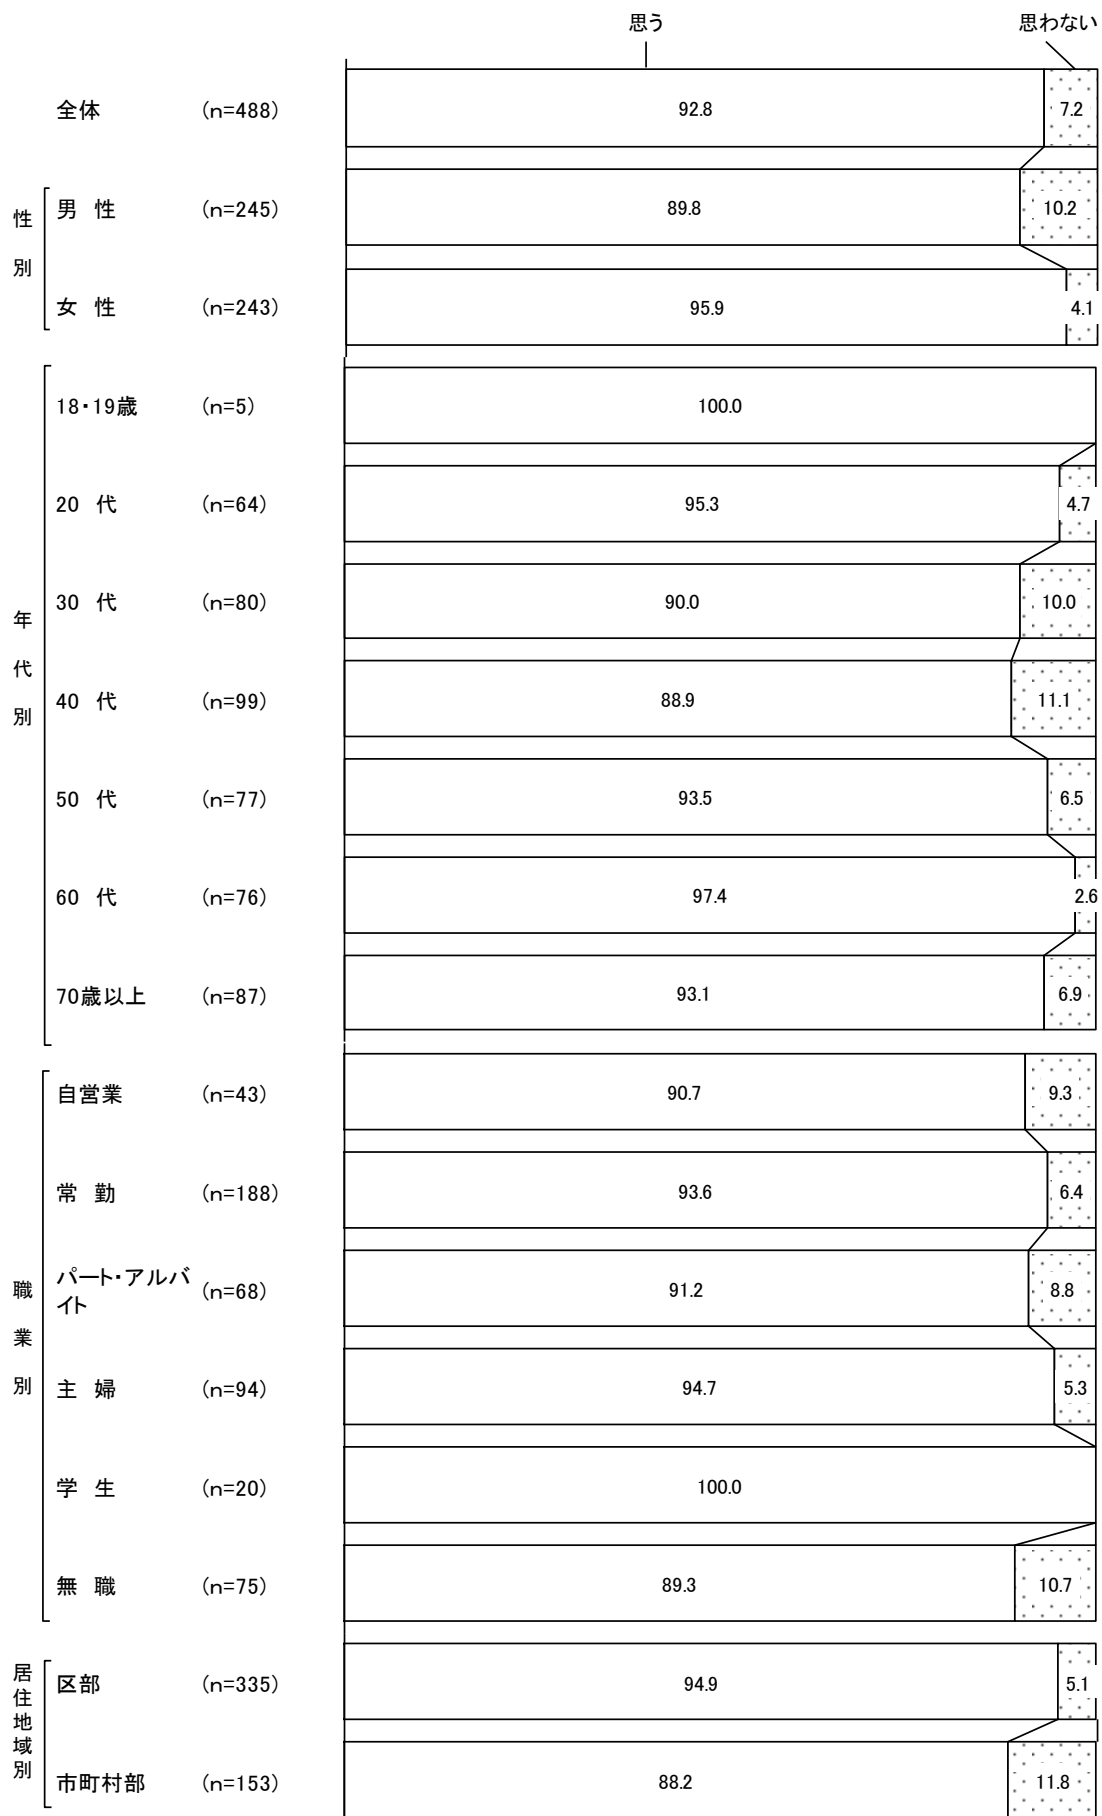 思う 思わない
全体 (n=488) 92.8 7.2
性別
男 性 (n=245) 89.8 10.2
女 性 (n=243) 95.9 4.1
年代別
18・19歳 (n=5) 100.0
20 代 (n=64) 95.3 4.7
30 代 (n=80) 90.0 10.0
40 代 (n=99) 88.9 11.1
50 代 (n=77) 93.5 6.5
60 代 (n=76) 97.4 2.6
70歳以上 (n=87) 93.1 6.9
職業別
自営業 (n=43) 90.7 9.3
常 勤 (n=188) 93.6 6.4
パート・アルバ
イト (n=68) 91.2 8.8
主 婦 (n=94) 94.7 5.3
学 生 (n=20) 100.0
無 職 (n=75) 89.3 10.7
居住地域別
区部 (n=335) 94.9 5.1
市町村部 (n=153) 88.2 11.8